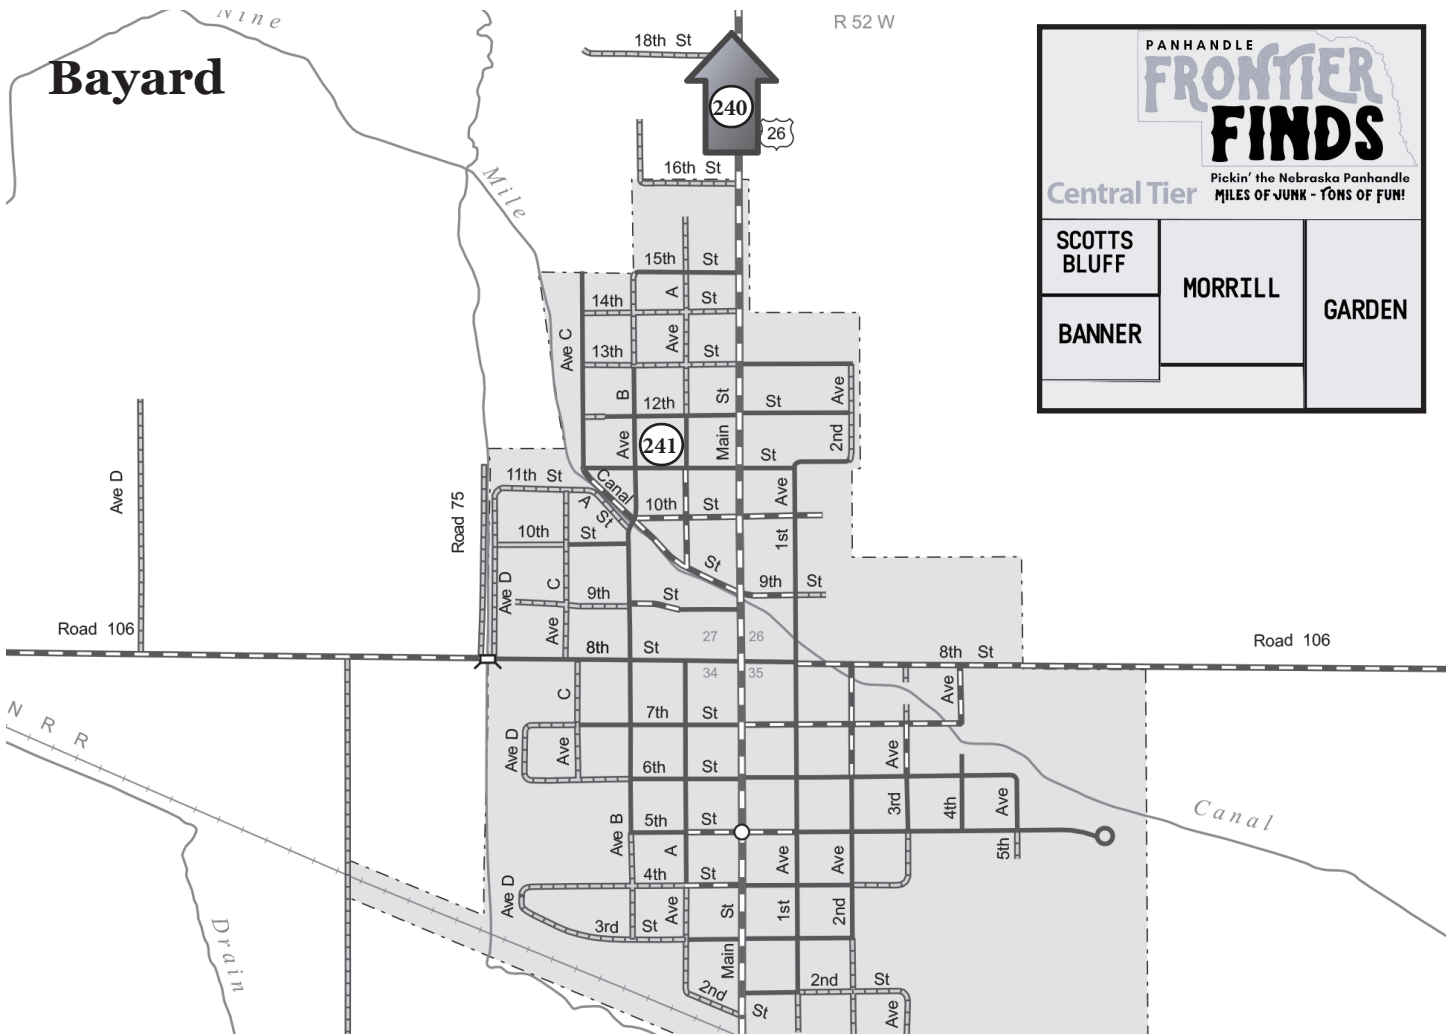 Nine
R 52 W
18th St
Bayard
240
26
PANHANDLE
FRONTIER
FINDS
Pickin' the Nebraska Panhandle
MILES OF JUNK - TONS OF FUN!
Central Tier
SCOTTS
BLUFF
MORRILL
GARDEN
BANNER
16th St
Mile
15th St
A
14th St
Ave C
Ave
13th St
B
12th St
St
Ave
Ave
241
Main
2nd
St
11th St
Canal
Ave D
Road 75
A St
10th St
Ave
1st
10th St
St
Ave D
C
9th St
9th St
Ave
Road 106
27 26
8th St
8th St
Road 106
34 35
C
Ave
7th St
N R R
Ave D
Ave
Ave
6th St
3rd
4th
Ave
Canal
5th St
Ave B
A
Ave
Ave
5th
4th St
Ave D
Ave
St
1st
2nd
3rd St
Drain
Main
2nd St
2nd St
Ave